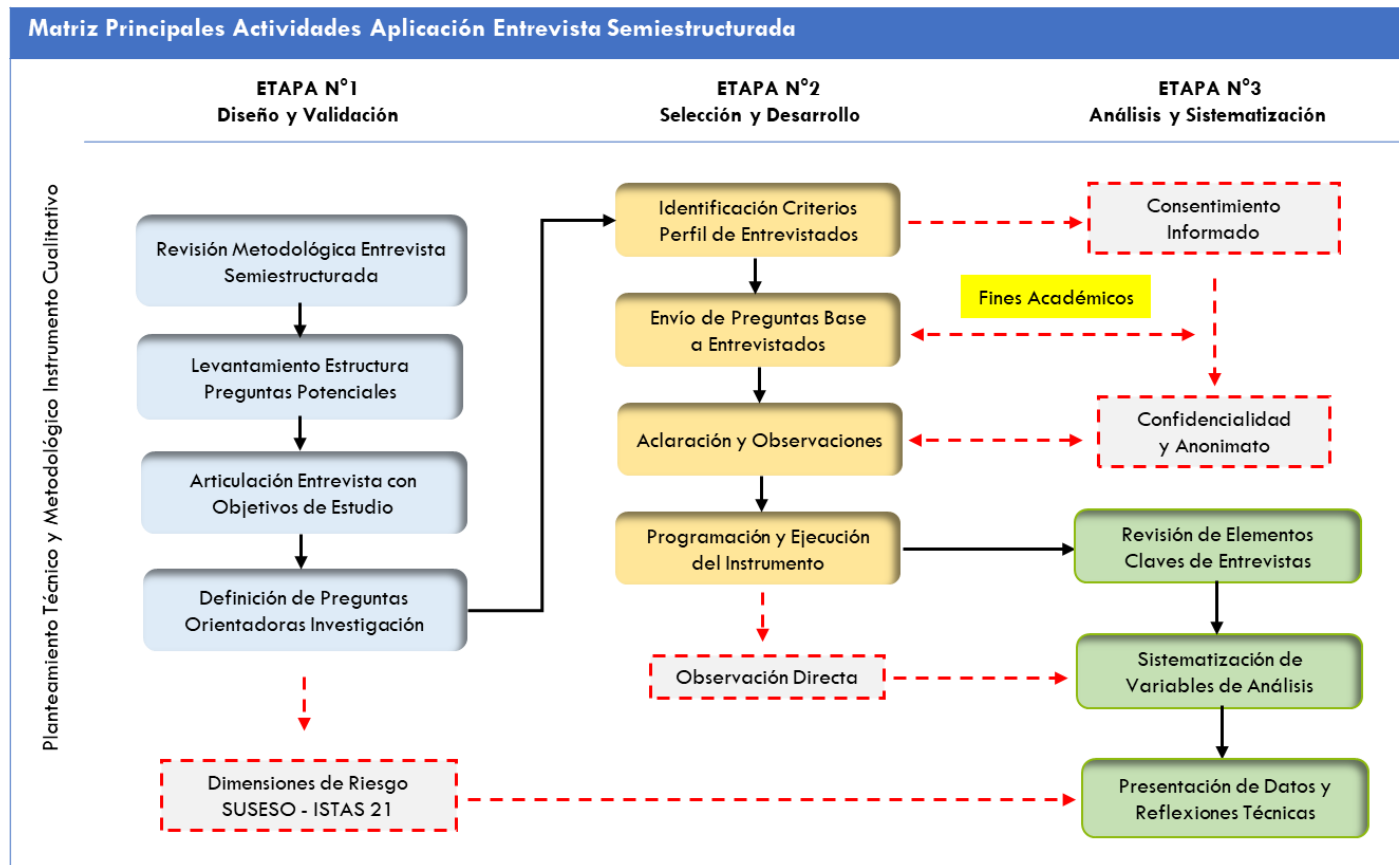 Matriz Principales Actividades Aplicación Entrevista Semiestructurada
ETAPA N°1
Diseño y Validación
ETAPA N°2
Selección y Desarrollo
ETAPA N°3
Análisis y Sistematización
Planteamiento Técnico y Metodológico Instrumento Cualitativo
Revisión Metodológica Entrevista
Semiestructurada
Levantamiento Estructura
Preguntas Potenciales
Articulación Entrevista con
Objetivos de Estudio
Definición de Preguntas
Orientadoras Investigación
Dimensiones de Riesgo
SUSESO - ISTAS 21
Identificación Criterios
Perfil de Entrevistados
Envío de Preguntas Base
a Entrevistados
Aclaración y Observaciones
Programación y Ejecución
del Instrumento
Observación Directa
Consentimiento
Informado
Fines Académicos
Confidencialidad
y Anonimato
Revisión de Elementos
Claves de Entrevistas
Sistematización de
Variables de Análisis
Presentación de Datos y
Reflexiones Técnicas